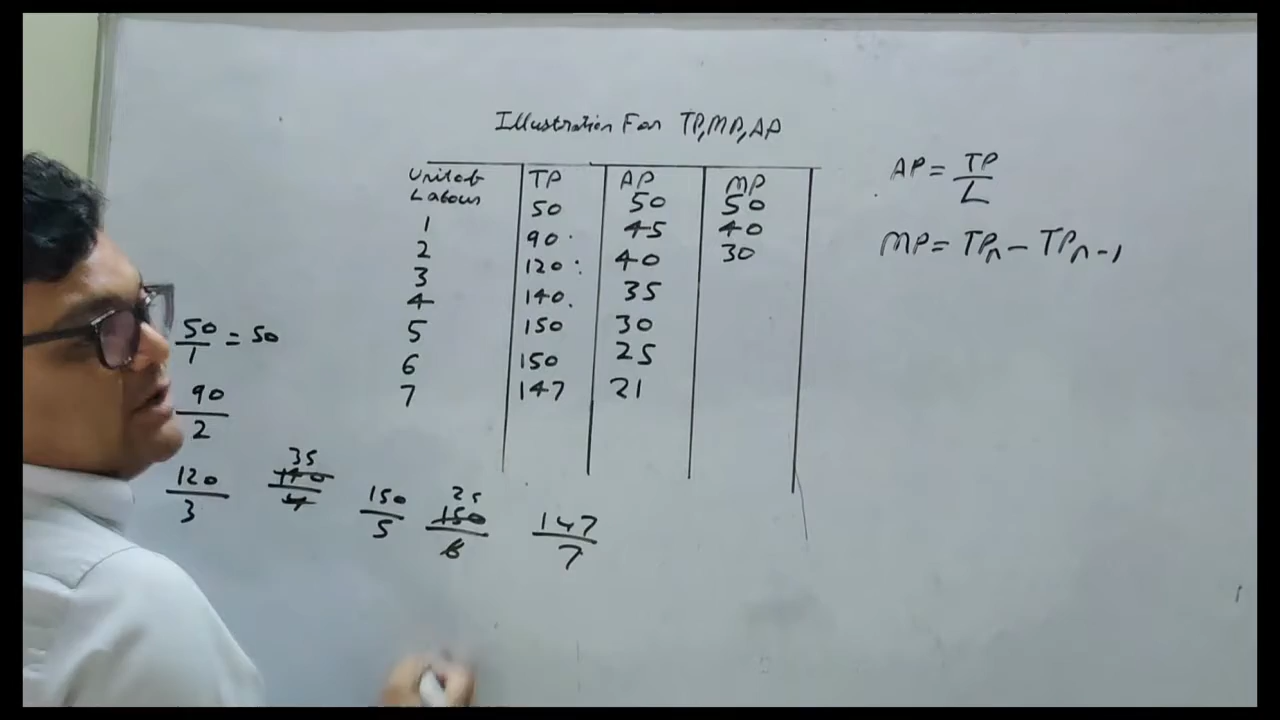 Illustration For TP, MP, AP
Unit of Labour TP AP MP
1 50 50 50
2 90 45 40
3 120 40 30
4 140 35
5 150 30
6 150 25
7 147 21
AP = TP/L
MP = TPn - TPn-1
50/1 = 50
90/2
120/3
35
140/4
150/5
25
150/6
147/7